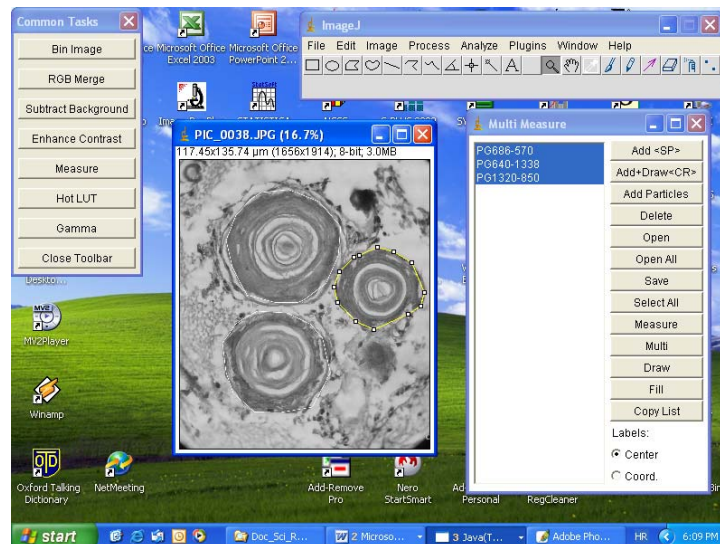 Common Tasks
Bin Image
RGB Merge
Subtract Background
Enhance Contrast
Measure
Hot LUT
Gamma
Close Toolbar
Microsoft Office
Excel 2003
Microsoft Office
PowerPoint 2...
ImageJ
File Edit Image Process Analyze Plugins Window Help
PIC_0038.JPG (16.7%)
117.45x135.74 µm (1656x1914); 8-bit; 3.0MB
Multi Measure
PG686-570
PG640-1338
PG1320-850
Add <SP>
Add+Draw<CR>
Add Particles
Delete
Open
Open All
Save
Select All
Measure
Multi
Draw
Fill
Copy List
Labels:
Center
Coord.
MV2Player
Winamp
Oxford Talking
Dictionary
NetMeeting
Add-Remove
Pro
Nero
StartSmart
Personal
RegCleaner
start
Doc_Sci_R...
2 Microso...
3 Java(T...
Adobe Pho...
HR
6:09 PM